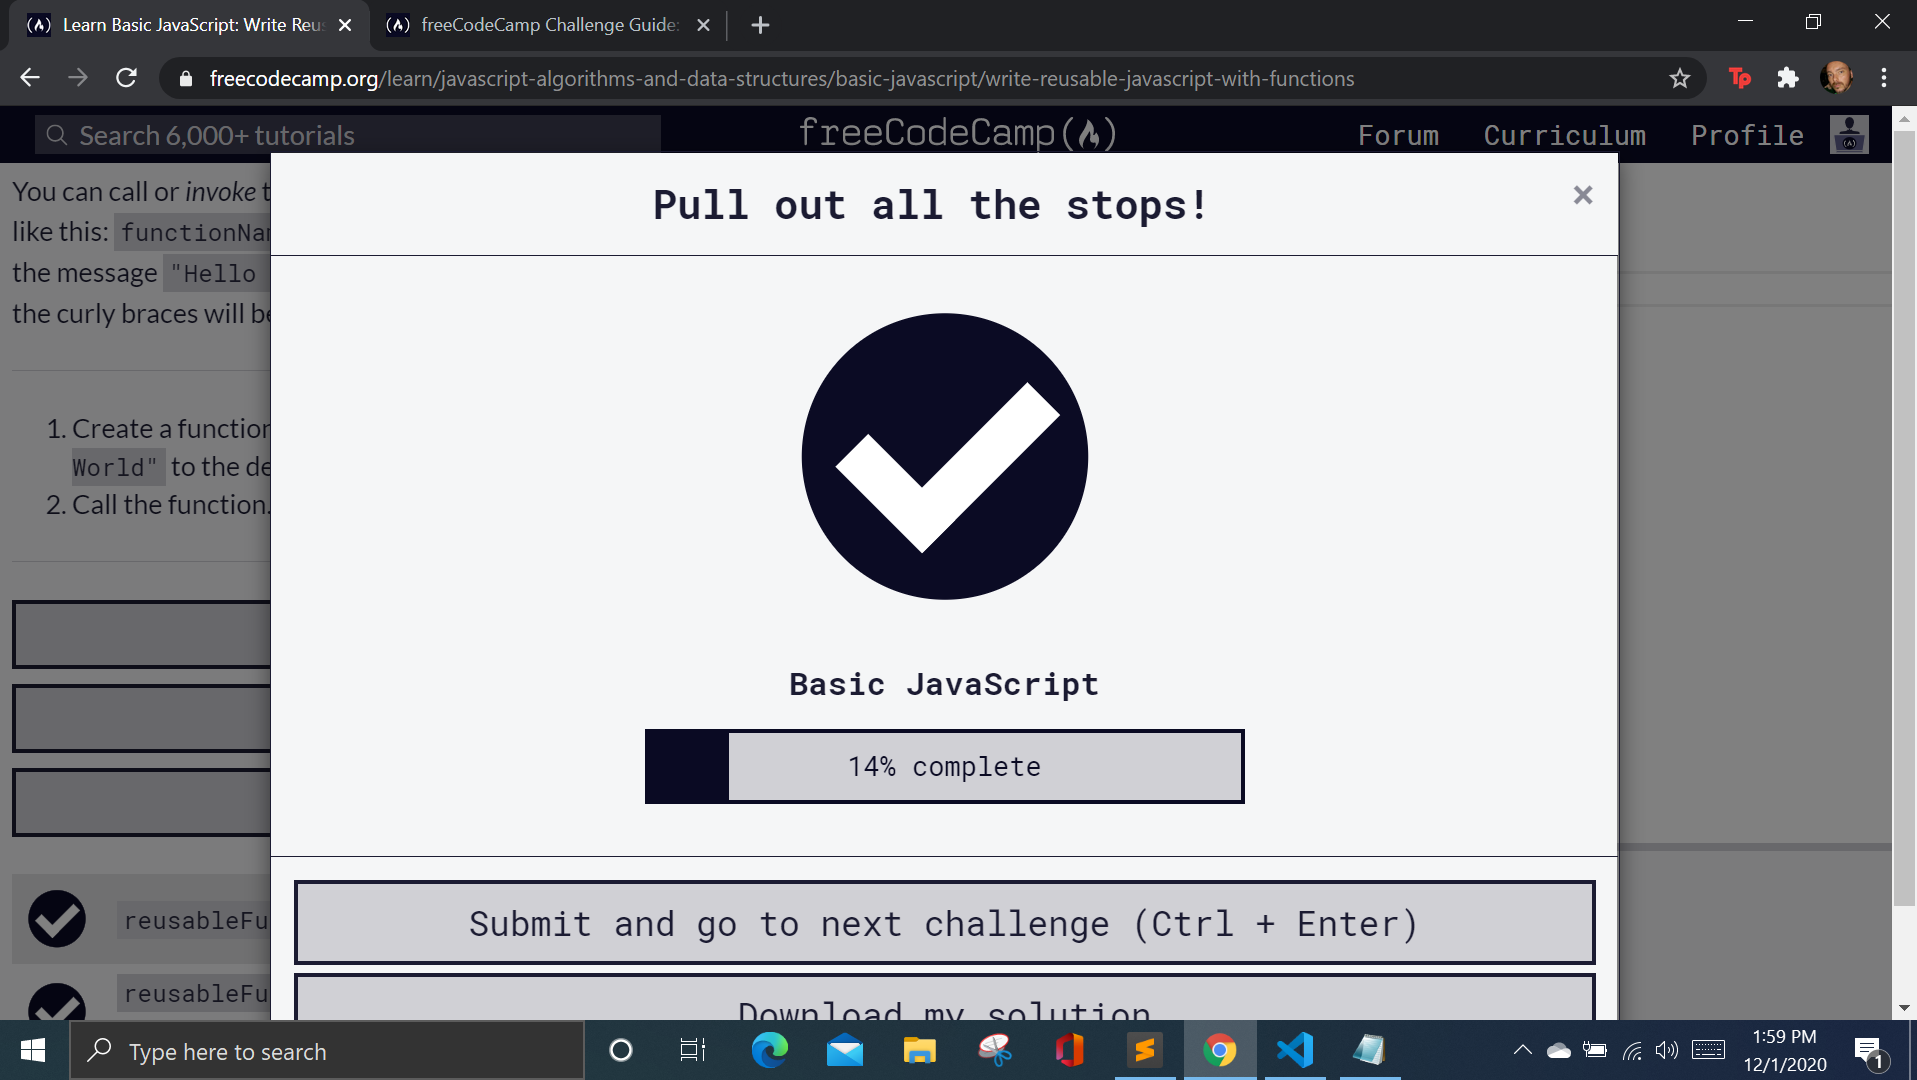 Learn Basic JavaScript: Write Reus
freeCodeCamp Challenge Guide:
freecodecamp.org/learn/javascript-algorithms-and-data-structures/basic-javascript/write-reusable-javascript-with-functions
Tp
Search 6,000+ tutorials
freeCodeCamp
Forum
Curriculum
Profile
You can call or invoke t
like this: functionNam
the message "Hello
the curly braces will be
1. Create a function
World" to the de
2. Call the function.
reusableFu
reusableFu
Pull out all the stops!
×
Basic JavaScript
14% complete
Submit and go to next challenge (Ctrl + Enter)
Download my solution
Type here to search
1:59 PM
12/1/2020
1